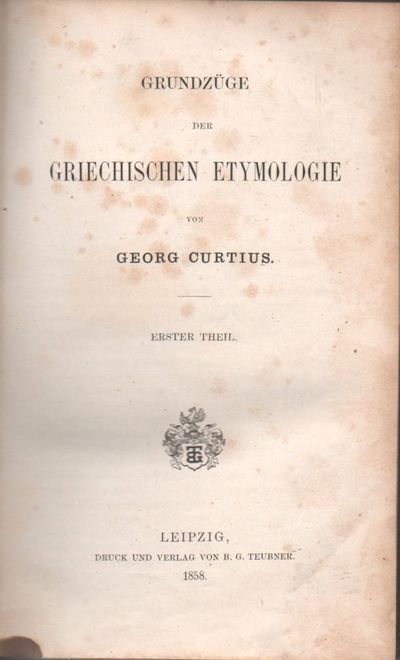 GRUNDZÜGE
DER
GRIECHISCHEN ETYMOLOGIE
VON
GEORG CURTIUS.
ERSTER THEIL.
LEIPZIG,
DRUCK UND VERLAG VON B. G. TEUBNER.
1858.